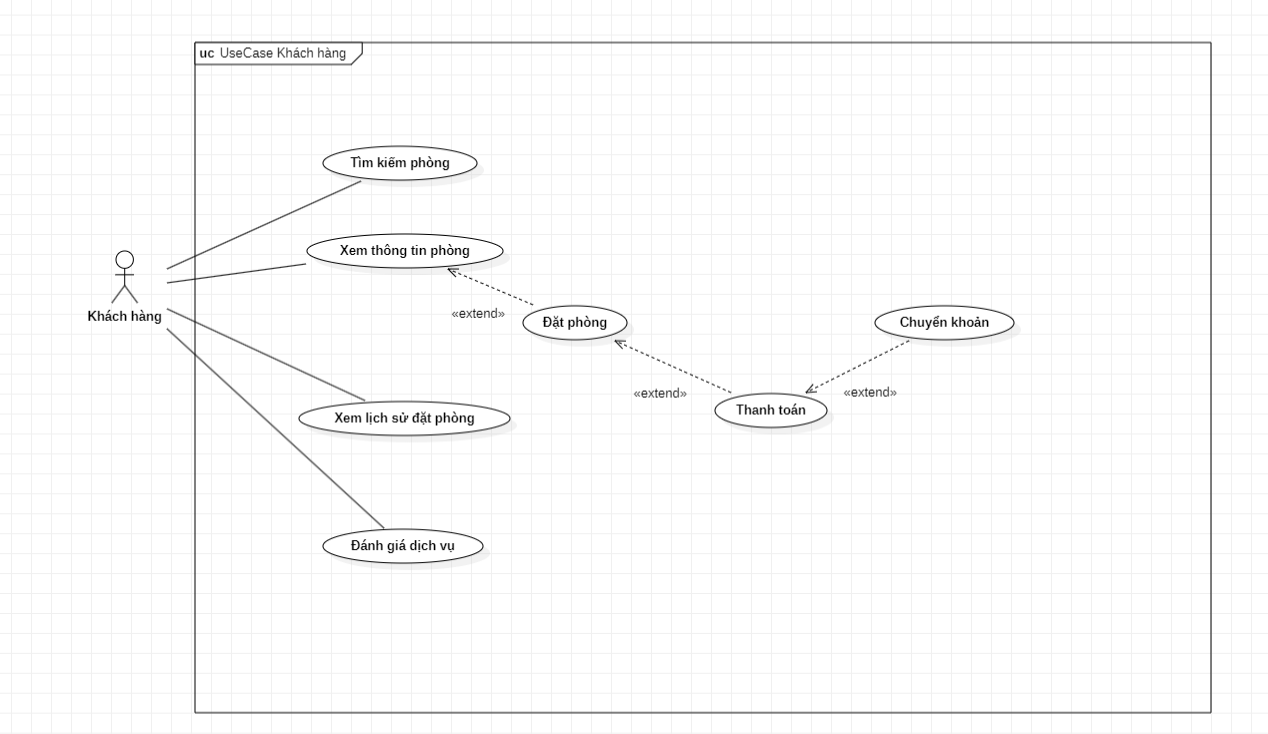 uc UseCase Khách hàng
Tìm kiếm phòng
Xem thông tin phòng
Khách hàng
«extend»
Đặt phòng
Chuyển khoản
«extend»
«extend»
Thanh toán
Xem lịch sử đặt phòng
Đánh giá dịch vụ